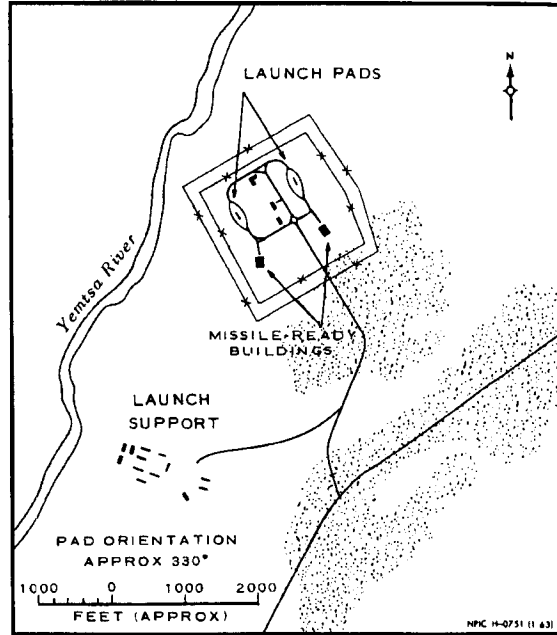 N
LAUNCH PADS
Yemtsa River
MISSILE-READY
BUILDINGS
LAUNCH
SUPPORT
PAD ORIENTATION
APPROX 330°
1000 0 1000 2000
FEET (APPROX)
NPIC H-0751 (1 63)